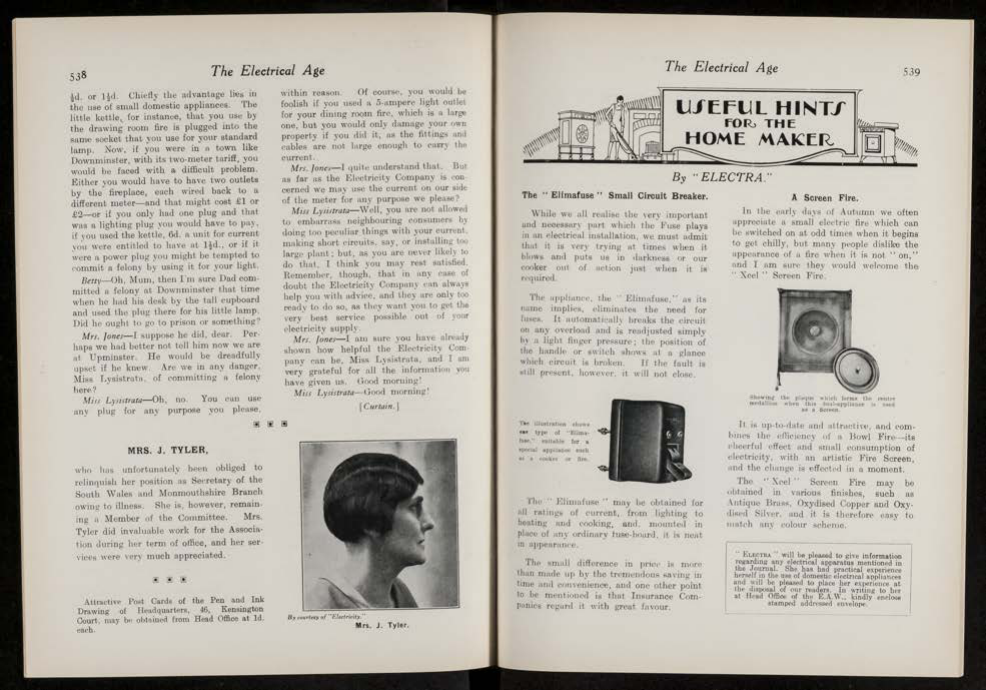 538
The Electrical Age
½d. or 1½d. Chiefly the advantage lies in
the use of small domestic appliances. The
little kettle, for instance, that you use by
the drawing room fire is plugged into the
same socket that you use for your standard
lamp. Now, if you were in a town like
Downminster, with its two-meter tariff, you
would be faced with a difficult problem.
Either you would have to have two outlets
by the fireplace, each wired back to a
different meter—and that might cost £1 or
£2—or if you only had one plug and that
was a lighting plug you would have to pay,
if you used the kettle, 6d. a unit for current
you were entitled to have at 1½d., or if it
were a power plug you might be tempted to
commit a felony by using it for your light.
Betty—Oh, Mum, then I'm sure Dad com-
mitted a felony at Downminster that time
when he had his desk by the tall cupboard
and used the plug there for his little lamp.
Did he ought to go to prison or something?
Mrs. Jones—I suppose he did, dear. Per-
haps we had better not tell him now we are
at Upminster. He would be dreadfully
upset if he knew. Are we in any danger,
Miss Lysistrata, of committing a felony
here?
Miss Lysistrata—Oh, no. You can use
any plug for any purpose you please,
within reason. Of course, you would be
foolish if you used a 5-ampere light outlet
for your dining room fire, which is a large
one, but you would only damage your own
property if you did it, as the fittings and
cables are not large enough to carry the
current.
Mrs. Jones—I quite understand that. But
as far as the Electricity Company is con-
cerned we may use the current on our side
of the meter for any purpose we please?
Miss Lysistrata—Well, you are not allowed
to embarrass neighbouring consumers by
doing too peculiar things with your current,
making short circuits, say, or installing too
large plant; but, as you are never likely to
do that, I think you may rest satisfied.
Remember, though, that in any case of
doubt the Electricity Company can always
help you with advice, and they are only too
ready to do so, as they want you to get the
very best service possible out of your
electricity supply.
Mrs. Jones—I am sure you have already
shown how helpful the Electricity Com-
pany can be, Miss Lysistrata, and I am
very grateful for all the information you
have given us. Good morning!
Miss Lysistrata—Good morning!
[Curtain.]
MRS. J. TYLER,
who has unfortunately been obliged to
relinquish her position as Secretary of the
South Wales and Monmouthshire Branch
owing to illness. She is, however, remain-
ing a Member of the Committee. Mrs.
Tyler did invaluable work for the Associa-
tion during her term of office, and her ser-
vices were very much appreciated.
Attractive Post Cards of the Pen and Ink
Drawing of Headquarters, 46, Kensington
Court, may be obtained from Head Office at 1d.
each.
By courtesy of "Electricity."
Mrs. J. Tyler.
The Electrical Age
539
USEFUL HINTS
FOR THE
HOME MAKER
By "ELECTRA."
The "Elimafuse" Small Circuit Breaker.
While we all realise the very important
and necessary part which the Fuse plays
in an electrical installation, we must admit
that it is very trying at times when it
blows and puts us in darkness or our
cooker out of action just when it is
required.
The appliance, the "Elimafuse," as its
name implies, eliminates the need for
fuses. It automatically breaks the circuit
on any overload and is readjusted simply
by a light finger pressure; the position of
the handle or switch shows at a glance
which circuit is broken. If the fault is
still present, however, it will not close.
The illustration shows
one type of "Elima-
fuse," suitable for a
special appliance such
as a cooker or fire.
The "Elimafuse" may be obtained for
all ratings of current, from lighting to
heating and cooking, and, mounted in
place of any ordinary fuse-board, it is neat
in appearance.
The small difference in price is more
than made up by the tremendous saving in
time and convenience, and one other point
to be mentioned is that Insurance Com-
panies regard it with great favour.
A Screen Fire.
In the early days of Autumn we often
appreciate a small electric fire which can
be switched on at odd times when it begins
to get chilly, but many people dislike the
appearance of a fire when it is not "on,"
and I am sure they would welcome the
"Xcel" Screen Fire.
Showing the plaque which forms the centre
medallion when this dual-appliance is used
as a Screen.
It is up-to-date and attractive, and com-
bines the efficiency of a Bowl Fire—its
cheerful effect and small consumption of
electricity, with an artistic Fire Screen,
and the change is effected in a moment.
The "Xcel" Screen Fire may be
obtained in various finishes, such as
Antique Brass, Oxydised Copper and Oxy-
dised Silver, and it is therefore easy to
match any colour scheme.
"ELECTRA" will be pleased to give information
regarding any electrical apparatus mentioned in
the Journal. She has had practical experience
herself in the use of domestic electrical appliances
and will be pleased to place her experience at
the disposal of our readers. In writing to her
at Head Office of the E.A.W., kindly enclose
stamped addressed envelope.